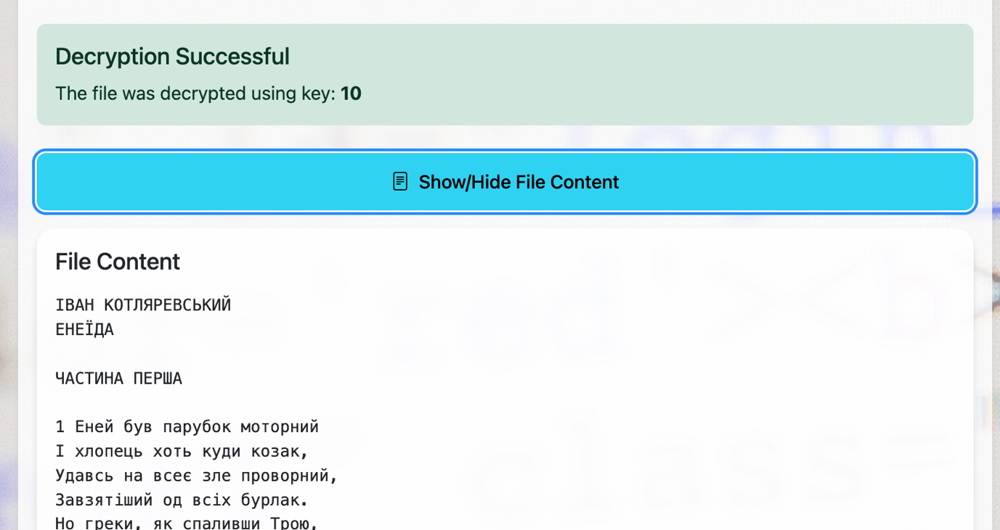 Decryption Successful
The file was decrypted using key: 10
Show/Hide File Content
File Content
ІВАН КОТЛЯРЕВСЬКИЙ
ЕНЕЇДА
ЧАСТИНА ПЕРША
1 Еней був парубок моторний
І хлопець хоть куди козак,
Удавсь на всеє зле проворний,
Завзятіший од всіх бурлак.
Но греки, як спаливши Трою,